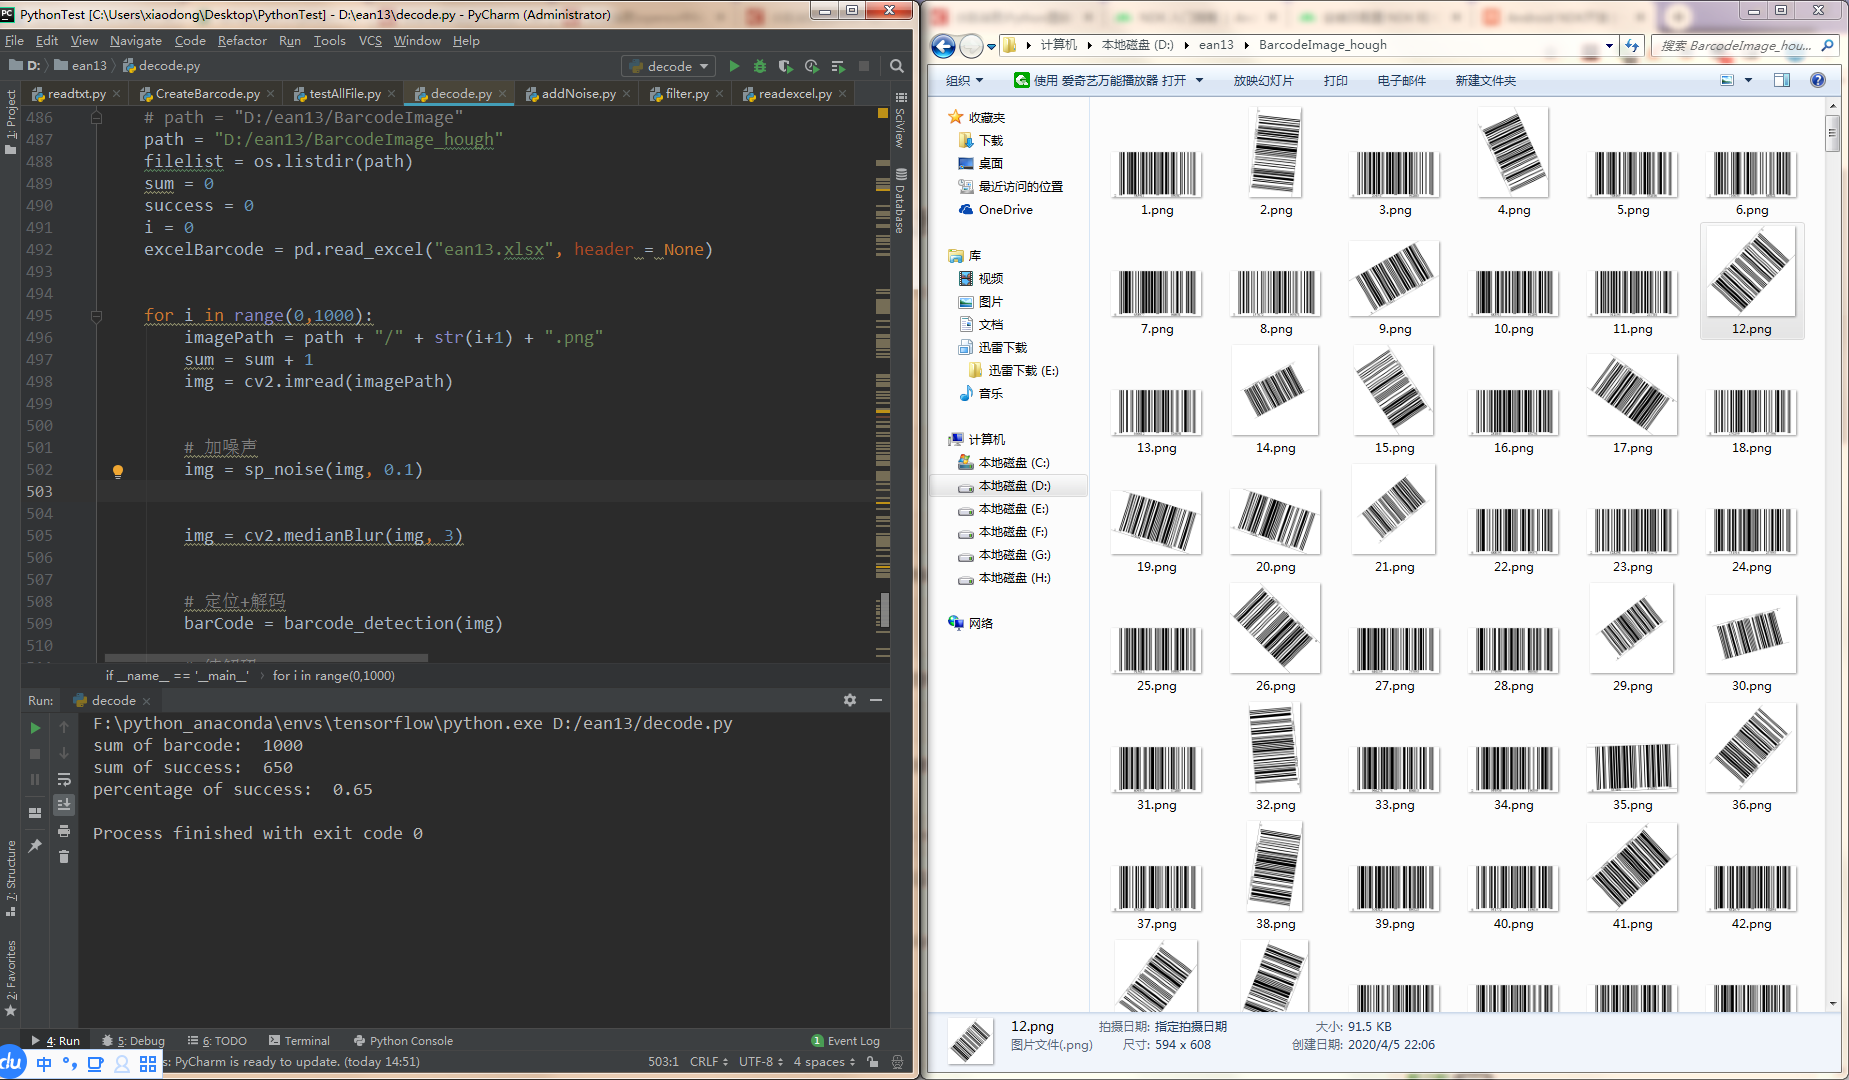 PythonTest [C:\Users\xiaodong\Desktop\PythonTest] - D:\ean13\decode.py - PyCharm (Administrator)
File Edit View Navigate Code Refactor Run Tools VCS Window Help
D: ean13 decode.py
decode
readtxt.py CreateBarcode.py testAllFile.py decode.py addNoise.py filter.py readexcel.py
486 # path = "D:/ean13/BarcodeImage"
487 path = "D:/ean13/BarcodeImage_hough"
488 filelist = os.listdir(path)
489 sum = 0
490 success = 0
491 i = 0
492 excelBarcode = pd.read_excel("ean13.xlsx", header = None)
493
494
495 for i in range(0,1000):
496 imagePath = path + "/" + str(i+1) + ".png"
497 sum = sum + 1
498 img = cv2.imread(imagePath)
499
500
501 # 加噪声
502 img = sp_noise(img, 0.1)
503
504
505 img = cv2.medianBlur(img, 3)
506
507
508 # 定位+解码
509 barCode = barcode_detection(img)
510
if __name__ == '__main__' for i in range(0,1000)
1: Project
SciView
Database
7: Structure
2: Favorites
Run: decode
F:\python_anaconda\envs\tensorflow\python.exe D:/ean13/decode.py
sum of barcode: 1000
sum of success: 650
percentage of success: 0.65
Process finished with exit code 0
4: Run 5: Debug 6: TODO Terminal Python Console 1 Event Log
du 中 s: PyCharm is ready to update. (today 14:51) 503:1 CRLF UTF-8 4 spaces
计算机 本地磁盘 (D:) ean13 BarcodeImage_hough
搜索 BarcodeImage_hou...
组织 使用 爱奇艺万能播放器 打开 放映幻灯片 打印 电子邮件 新建文件夹
收藏夹
下载
桌面
最近访问的位置
OneDrive
库
视频
图片
文档
迅雷下载
迅雷下载 (E:)
音乐
计算机
本地磁盘 (C:)
本地磁盘 (D:)
本地磁盘 (E:)
本地磁盘 (F:)
本地磁盘 (G:)
本地磁盘 (H:)
网络
1.png 2.png 3.png 4.png 5.png 6.png
7.png 8.png 9.png 10.png 11.png 12.png
13.png 14.png 15.png 16.png 17.png 18.png
19.png 20.png 21.png 22.png 23.png 24.png
25.png 26.png 27.png 28.png 29.png 30.png
31.png 32.png 33.png 34.png 35.png 36.png
37.png 38.png 39.png 40.png 41.png 42.png
12.png 拍摄日期: 指定拍摄日期 大小: 91.5 KB
图片文件(.png) 尺寸: 594 x 608 创建日期: 2020/4/5 22:06